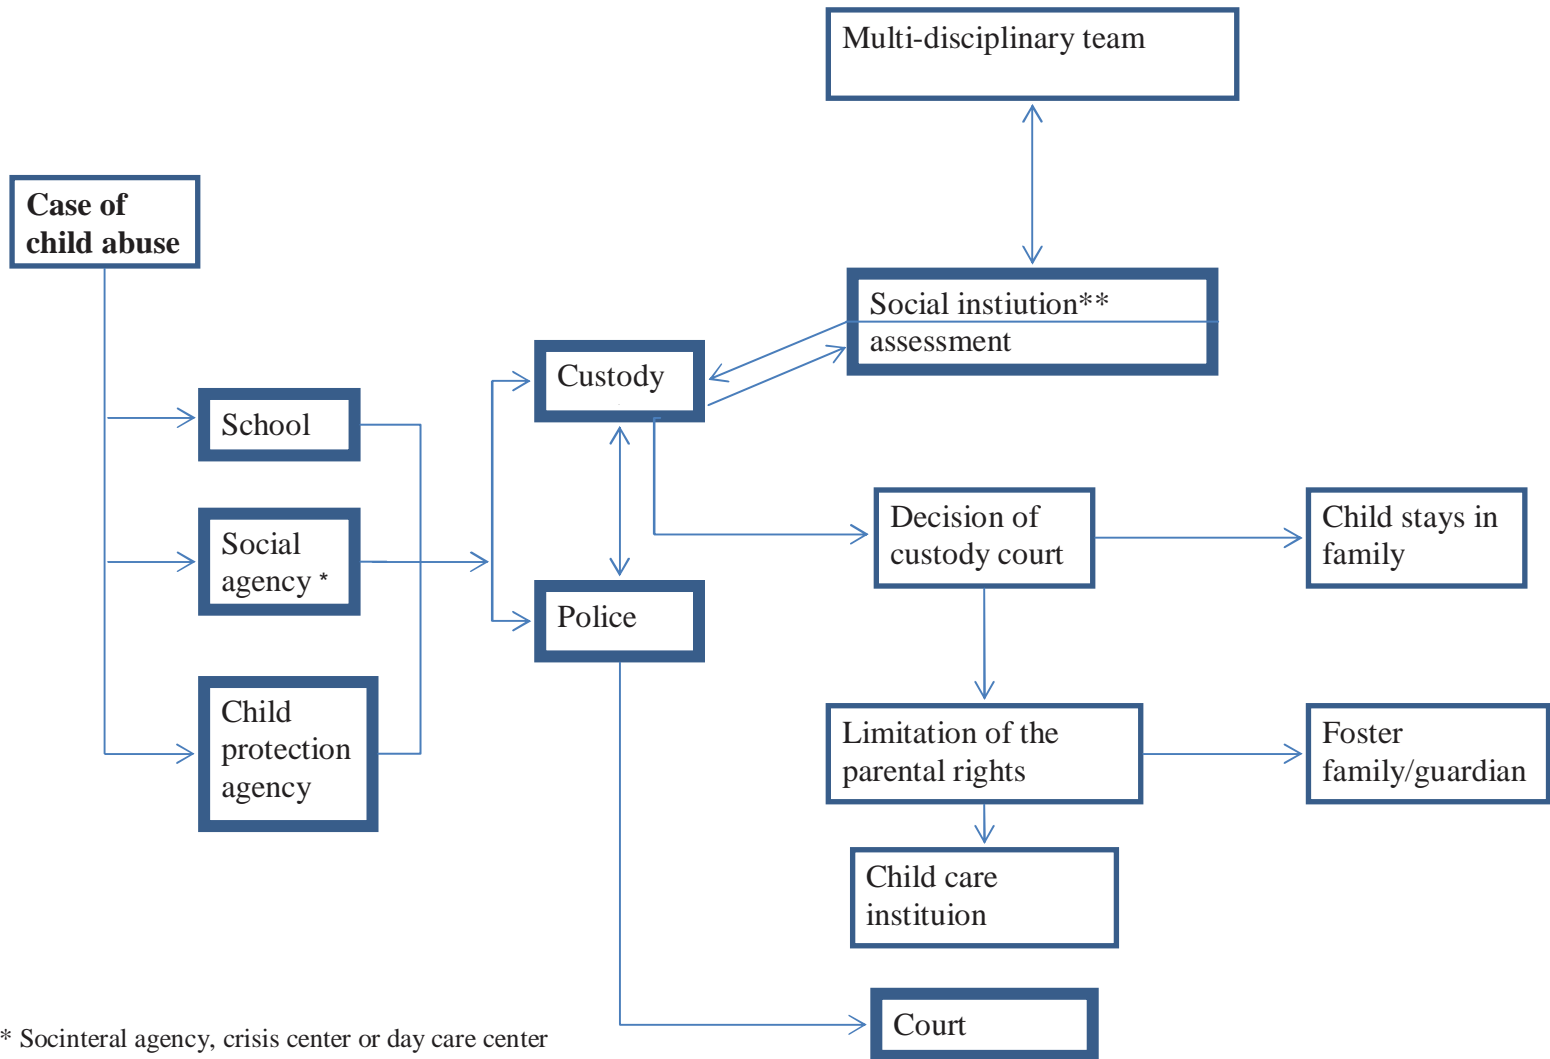 Multi-disciplinary team
Case of
child abuse
Social instiution**
assessment
Custody
School
Decision of
custody court
Child stays in
family
Social
agency *
Police
Child
protection
agency
Limitation of the
parental rights
Foster
family/guardian
Child care
instituion
Court
* Socinteral agency, crisis center or day care center